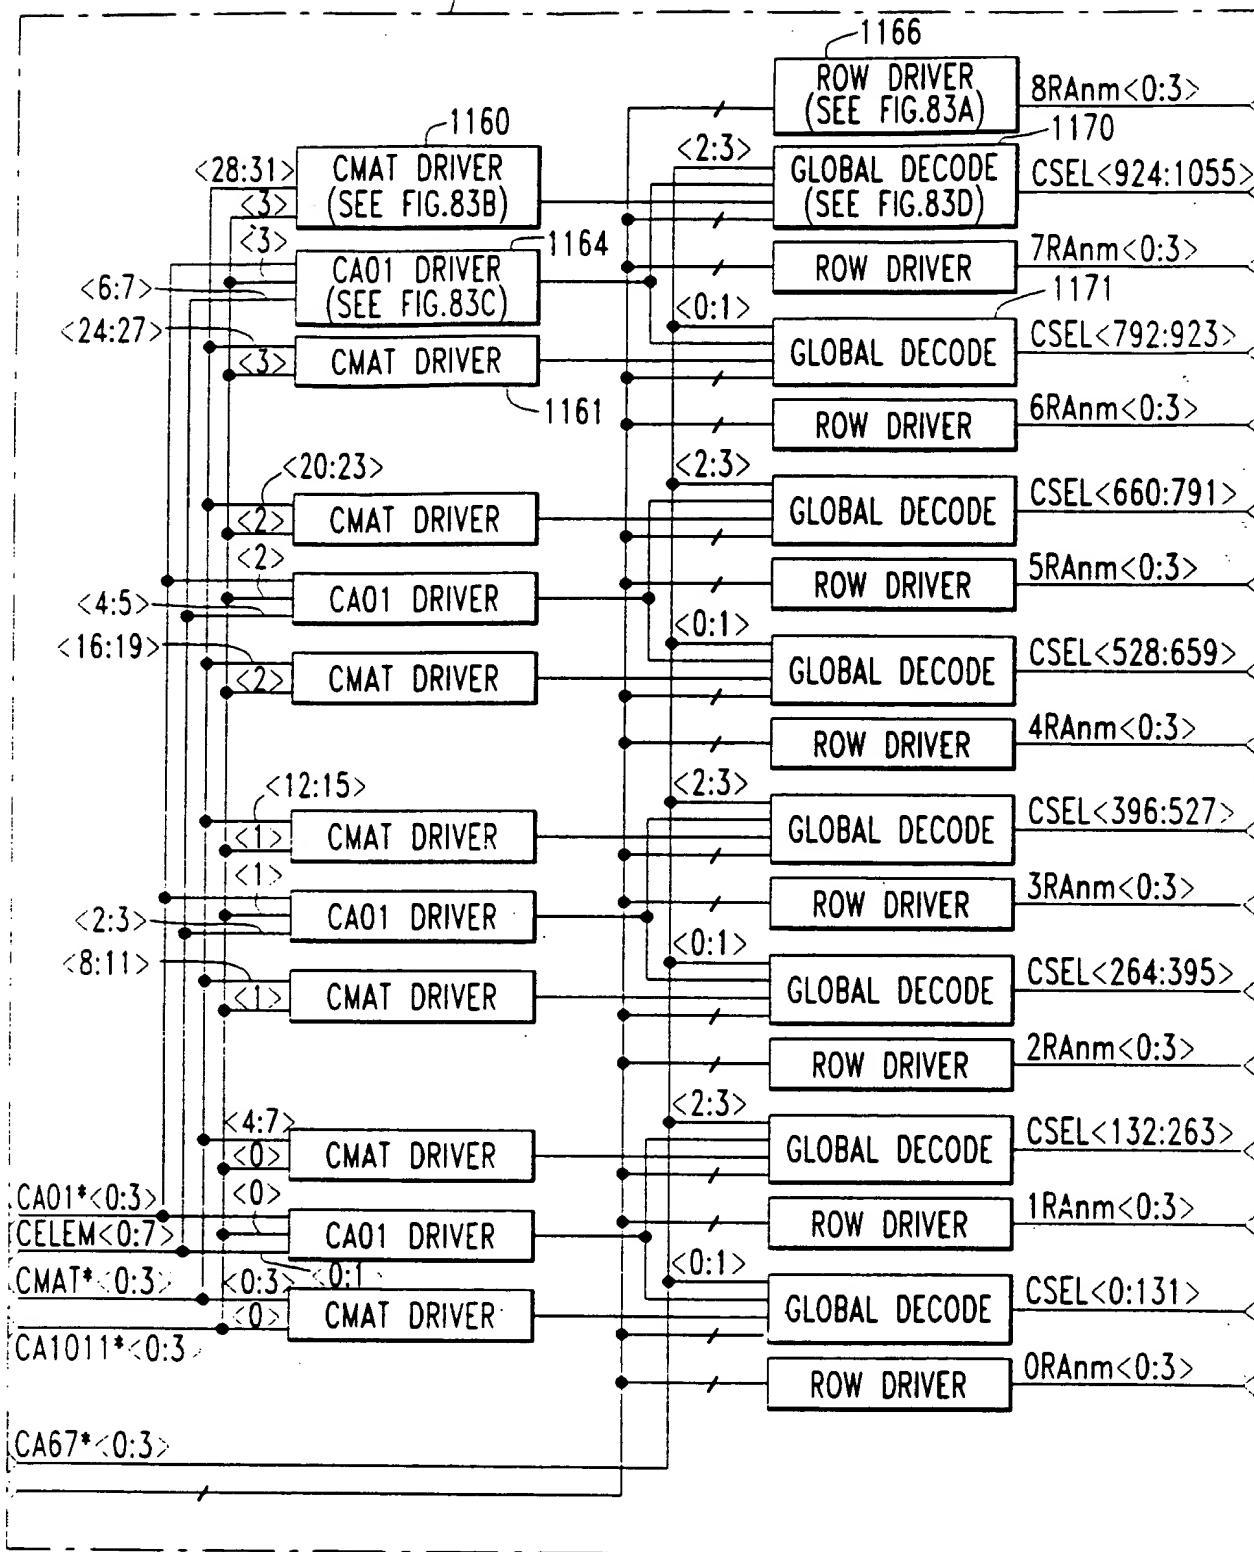 1166
ROW DRIVER
(SEE FIG.83A)
8RAnm<0:3>
1160
1170
<28:31>
CMAT DRIVER
(SEE FIG.83B)
<3>
<2:3>
GLOBAL DECODE
(SEE FIG.83D)
CSEL<924:1055>
<3>
1164
CA01 DRIVER
(SEE FIG.83C)
<6:7>
ROW DRIVER
7RAnm<0:3>
1171
<24:27>
<3>
CMAT DRIVER
1161
<0:1>
GLOBAL DECODE
CSEL<792:923>
ROW DRIVER
6RAnm<0:3>
<20:23>
<2>
CMAT DRIVER
<2:3>
GLOBAL DECODE
CSEL<660:791>
<2>
<4:5>
CA01 DRIVER
ROW DRIVER
5RAnm<0:3>
<16:19>
<2>
CMAT DRIVER
<0:1>
GLOBAL DECODE
CSEL<528:659>
ROW DRIVER
4RAnm<0:3>
<12:15>
<1>
CMAT DRIVER
<2:3>
GLOBAL DECODE
CSEL<396:527>
<1>
<2:3>
CA01 DRIVER
ROW DRIVER
3RAnm<0:3>
<8:11>
<1>
CMAT DRIVER
<0:1>
GLOBAL DECODE
CSEL<264:395>
ROW DRIVER
2RAnm<0:3>
<4:7>
<0>
CMAT DRIVER
<2:3>
GLOBAL DECODE
CSEL<132:263>
CA01*<0:3>
<0>
CELEM<0:7>
CA01 DRIVER
<0:1
ROW DRIVER
1RAnm<0:3>
CMAT*<0:3>
<0:3>
<0>
CMAT DRIVER
<0:1>
GLOBAL DECODE
CSEL<0:131>
CA1011*<0:3>
ROW DRIVER
0RAnm<0:3>
CA67*<0:3>